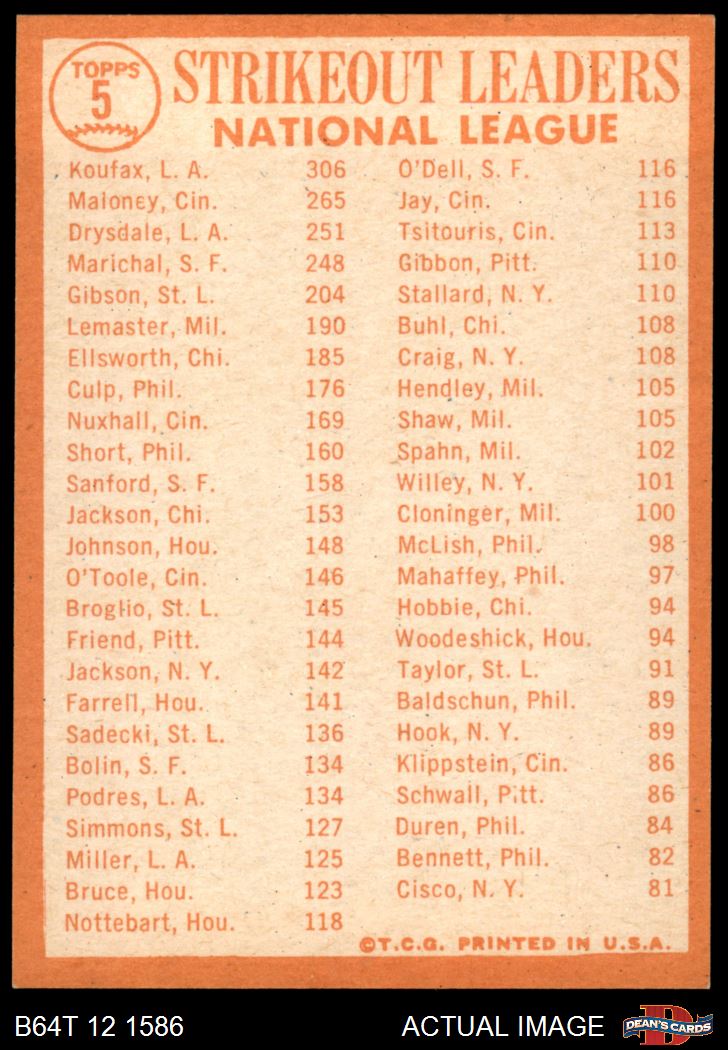 TOPPS
5
STRIKEOUT LEADERS
NATIONAL LEAGUE
Koufax, L. A. 306
Maloney, Cin. 265
Drysdale, L. A. 251
Marichal, S. F. 248
Gibson, St. L. 204
Lemaster, Mil. 190
Ellsworth, Chi. 185
Culp, Phil. 176
Nuxhall, Cin. 169
Short, Phil. 160
Sanford, S. F. 158
Jackson, Chi. 153
Johnson, Hou. 148
O'Toole, Cin. 146
Broglio, St. L. 145
Friend, Pitt. 144
Jackson, N. Y. 142
Farrell, Hou. 141
Sadecki, St. L. 136
Bolin, S. F. 134
Podres, L. A. 134
Simmons, St. L. 127
Miller, L. A. 125
Bruce, Hou. 123
Nottebart, Hou. 118
O'Dell, S. F. 116
Jay, Cin. 116
Tsitouris, Cin. 113
Gibbon, Pitt. 110
Stallard, N. Y. 110
Buhl, Chi. 108
Craig, N. Y. 108
Hendley, Mil. 105
Shaw, Mil. 105
Spahn, Mil. 102
Willey, N. Y. 101
Cloninger, Mil. 100
McLish, Phil. 98
Mahaffey, Phil. 97
Hobbie, Chi. 94
Woodeshick, Hou. 94
Taylor, St. L. 91
Baldschun, Phil. 89
Hook, N. Y. 89
Klippstein, Cin. 86
Schwall, Pitt. 86
Duren, Phil. 84
Bennett, Phil. 82
Cisco, N. Y. 81
©T.C.G. PRINTED IN U.S.A.
B64T 12 1586
ACTUAL IMAGE
D
DEAN'S CARDS